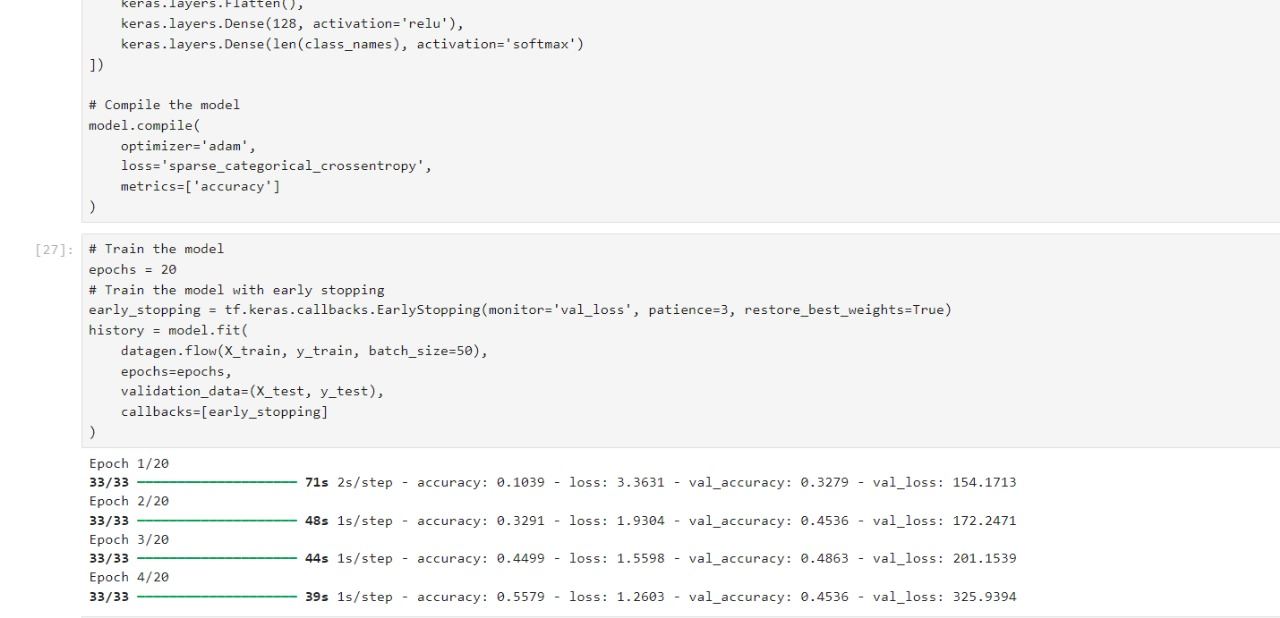 keras.layers.Flatten(),
keras.layers.Dense(128, activation='relu'),
keras.layers.Dense(len(class_names), activation='softmax')
])
# Compile the model
model.compile(
optimizer='adam',
loss='sparse_categorical_crossentropy',
metrics=['accuracy']
)
[27]:
# Train the model
epochs = 20
# Train the model with early stopping
early_stopping = tf.keras.callbacks.EarlyStopping(monitor='val_loss', patience=3, restore_best_weights=True)
history = model.fit(
datagen.flow(X_train, y_train, batch_size=50),
epochs=epochs,
validation_data=(X_test, y_test),
callbacks=[early_stopping]
)
Epoch 1/20
33/33 71s 2s/step - accuracy: 0.1039 - loss: 3.3631 - val_accuracy: 0.3279 - val_loss: 154.1713
Epoch 2/20
33/33 48s 1s/step - accuracy: 0.3291 - loss: 1.9304 - val_accuracy: 0.4536 - val_loss: 172.2471
Epoch 3/20
33/33 44s 1s/step - accuracy: 0.4499 - loss: 1.5598 - val_accuracy: 0.4863 - val_loss: 201.1539
Epoch 4/20
33/33 39s 1s/step - accuracy: 0.5579 - loss: 1.2603 - val_accuracy: 0.4536 - val_loss: 325.9394